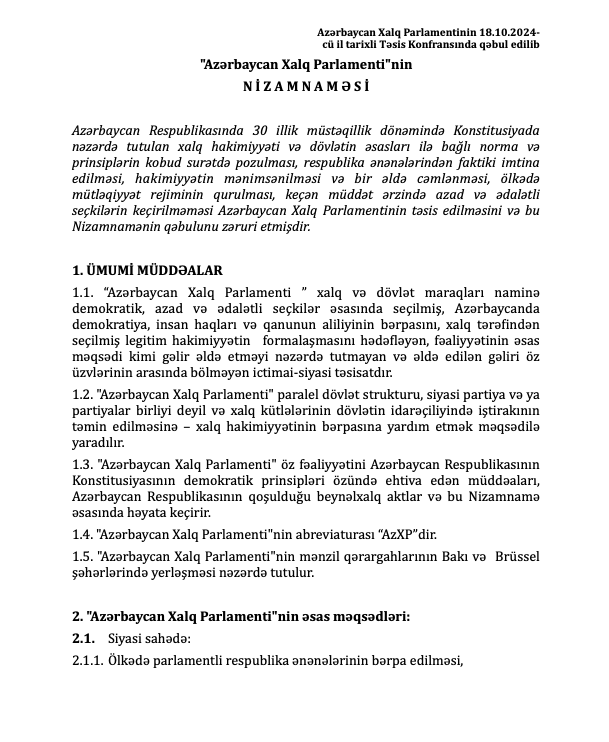 Azərbaycan Xalq Parlamentinin 18.10.2024-
cü il tarixli Təsis Konfransında qəbul edilib
"Azərbaycan Xalq Parlamenti"nin
N İ Z A M N A M Ə S İ
Azərbaycan Respublikasında 30 illik müstəqillik dönəmində Konstitusiyada
nəzərdə tutulan xalq hakimiyyəti və dövlətin əsasları ilə bağlı norma və
prinsiplərin kobud surətdə pozulması, respublika ənənələrindən faktiki imtina
edilməsi, hakimiyyətin mənimsənilməsi və bir əldə cəmlənməsi, ölkədə
mütləqiyyət rejiminin qurulması, keçən müddət ərzində azad və ədalətli
seçkilərin keçirilməməsi Azərbaycan Xalq Parlamentinin təsis edilməsini və bu
Nizamnamənin qəbulunu zəruri etmişdir.
1. ÜMUMİ MÜDDƏALAR
1.1. “Azərbaycan Xalq Parlamenti ” xalq və dövlət maraqları naminə
demokratik, azad və ədalətli seçkilər əsasında seçilmiş, Azərbaycanda
demokratiya, insan haqları və qanunun aliliyinin bərpasını, xalq tərəfindən
seçilmiş legitim hakimiyyətin formalaşmasını hədəfləyən, fəaliyyətinin əsas
məqsədi kimi gəlir əldə etməyi nəzərdə tutmayan və əldə edilən gəliri öz
üzvlərinin arasında bölməyən ictimai-siyasi təsisatdır.
1.2. "Azərbaycan Xalq Parlamenti" paralel dövlət strukturu, siyasi partiya və ya
partiyalar birliyi deyil və xalq kütlələrinin dövlətin idarəçiliyində iştirakının
təmin edilməsinə – xalq hakimiyyətinin bərpasına yardım etmək məqsədilə
yaradılır.
1.3. "Azərbaycan Xalq Parlamenti" öz fəaliyyətini Azərbaycan Respublikasının
Konstitusiyasının demokratik prinsipləri özündə ehtiva edən müddəaları,
Azərbaycan Respublikasının qoşulduğu beynəlxalq aktlar və bu Nizamnamə
əsasında həyata keçirir.
1.4. "Azərbaycan Xalq Parlamenti"nin abreviaturası “AzXP”dir.
1.5. "Azərbaycan Xalq Parlamenti"nin mənzil qərargahlarının Bakı və Brüssel
şəhərlərində yerləşməsi nəzərdə tutulur.
2. "Azərbaycan Xalq Parlamenti"nin əsas məqsədləri:
2.1. Siyasi sahədə:
2.1.1. Ölkədə parlamentli respublika ənənələrinin bərpa edilməsi,